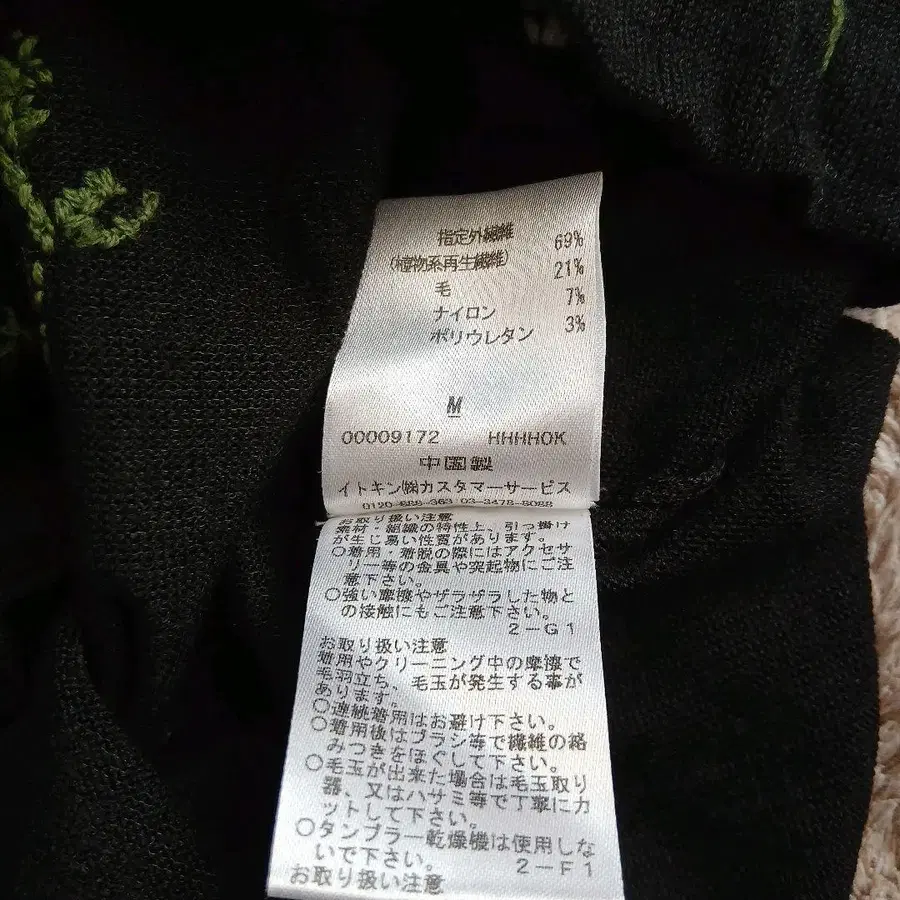 指定外繊維 69%
(植物系再生繊維)
毛 21%
ナイロン 7%
ポリウレタン 3%
M
00009172 HHHHOK
中国製
イトキン㈱カスタマーサービス
0120-888-363 03-3478-8088
お取り扱い注意
素材・組織の特性上、引っ掛け
が生じ易い性質があります。
○着用・着脱の際にはアクセサ
リー等の金具や突起物にご注
意下さい。
○強い摩擦やザラザラした物と
の接触にもご注意下さい。
2-G1
お取り扱い注意
着用やクリーニング中の摩擦で
毛羽立ち、毛玉が発生する事が
あります。
○連続着用はお避け下さい。
○着用後はブラシ等で繊維の絡
みつきをほぐして下さい。
○毛玉が出来た場合は毛玉取り
器、又はハサミ等で丁寧にカ
ットして下さい。
○タンブラー乾燥機は使用しな
いで下さい。 2-F1
お取り扱い注意